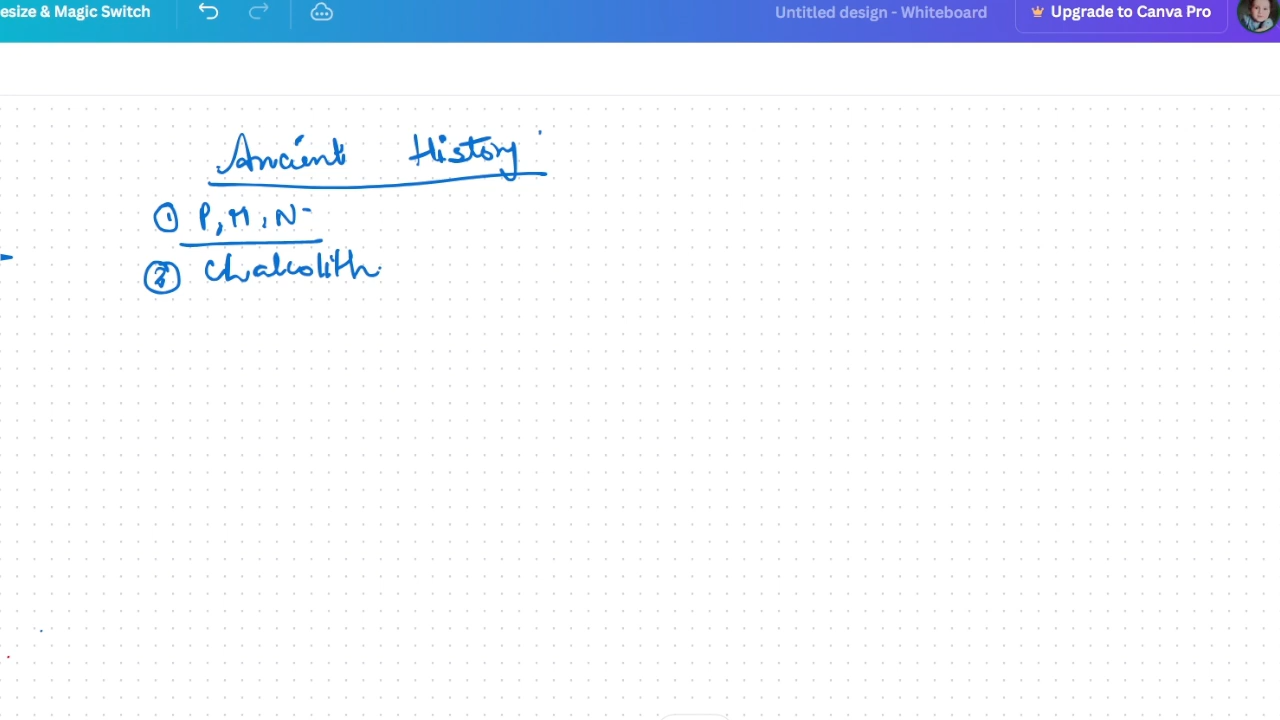 esize & Magic Switch
Untitled design - Whiteboard
Upgrade to Canva Pro
Ancient History
① P, M, N-
② Chalcolith